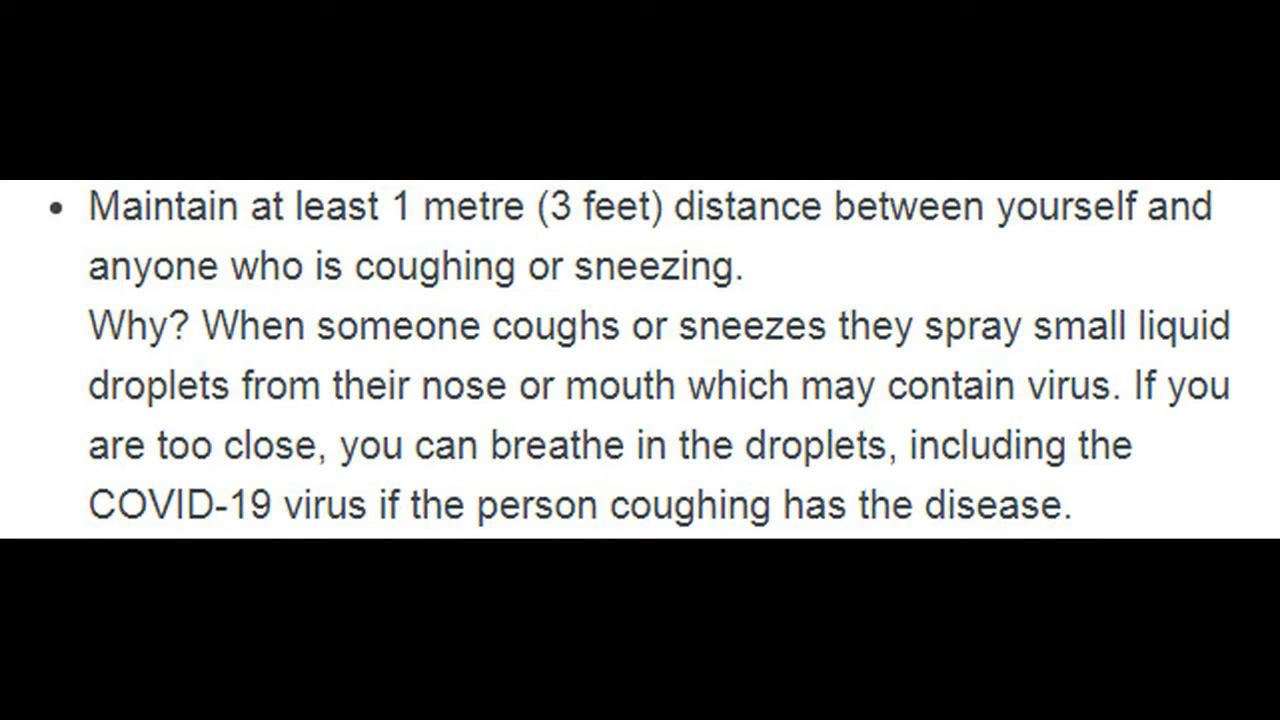 • Maintain at least 1 metre (3 feet) distance between yourself and
anyone who is coughing or sneezing.
Why? When someone coughs or sneezes they spray small liquid
droplets from their nose or mouth which may contain virus. If you
are too close, you can breathe in the droplets, including the
COVID-19 virus if the person coughing has the disease.